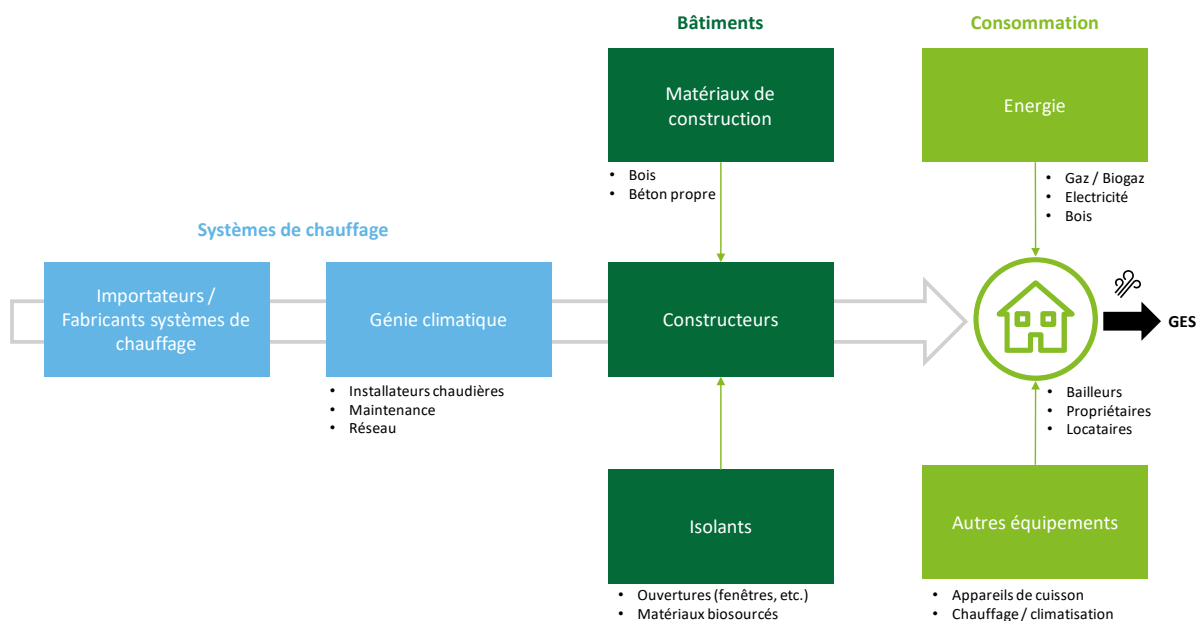 Bâtiments
Consommation
Matériaux de
construction
Energie
• Bois
• Béton propre
• Gaz / Biogaz
• Electricité
• Bois
Systèmes de chauffage
Importateurs /
Fabricants systèmes de
chauffage
Génie climatique
Constructeurs
GES
• Installateurs chaudières
• Maintenance
• Réseau
• Bailleurs
• Propriétaires
• Locataires
Isolants
Autres équipements
• Ouvertures (fenêtres, etc.)
• Matériaux biosourcés
• Appareils de cuisson
• Chauffage / climatisation